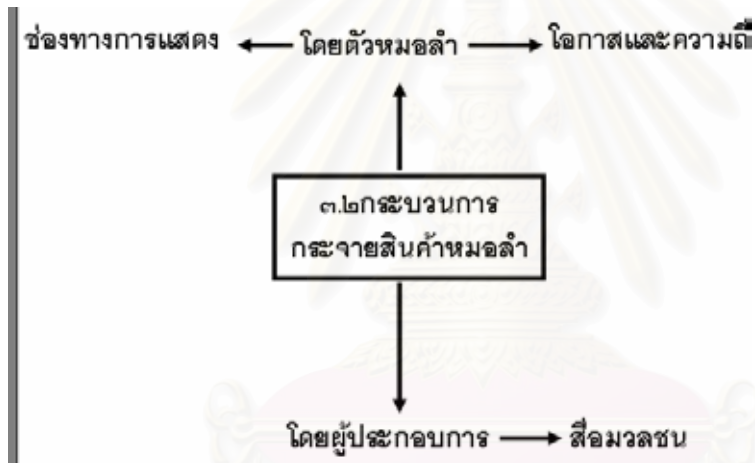 ช่องทางการแสดง โดยตัวหมอลำ โอกาสและความถี่
๓.๒กระบวนการ
กระจายสินค้าหมอลำ
โดยผู้ประกอบการ สื่อมวลชน